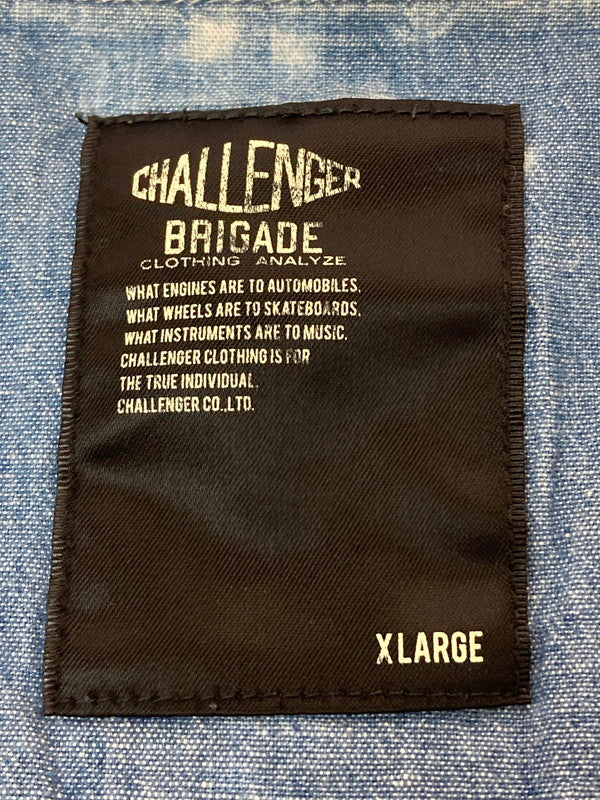 CHALLENGER
BRIGADE
CLOTHING ANALYZE
WHAT ENGINES ARE TO AUTOMOBILES.
WHAT WHEELS ARE TO SKATEBOARDS.
WHAT INSTRUMENTS ARE TO MUSIC.
CHALLENGER CLOTHING IS FOR
THE TRUE INDIVIDUAL.
CHALLENGER CO.,LTD.
X LARGE